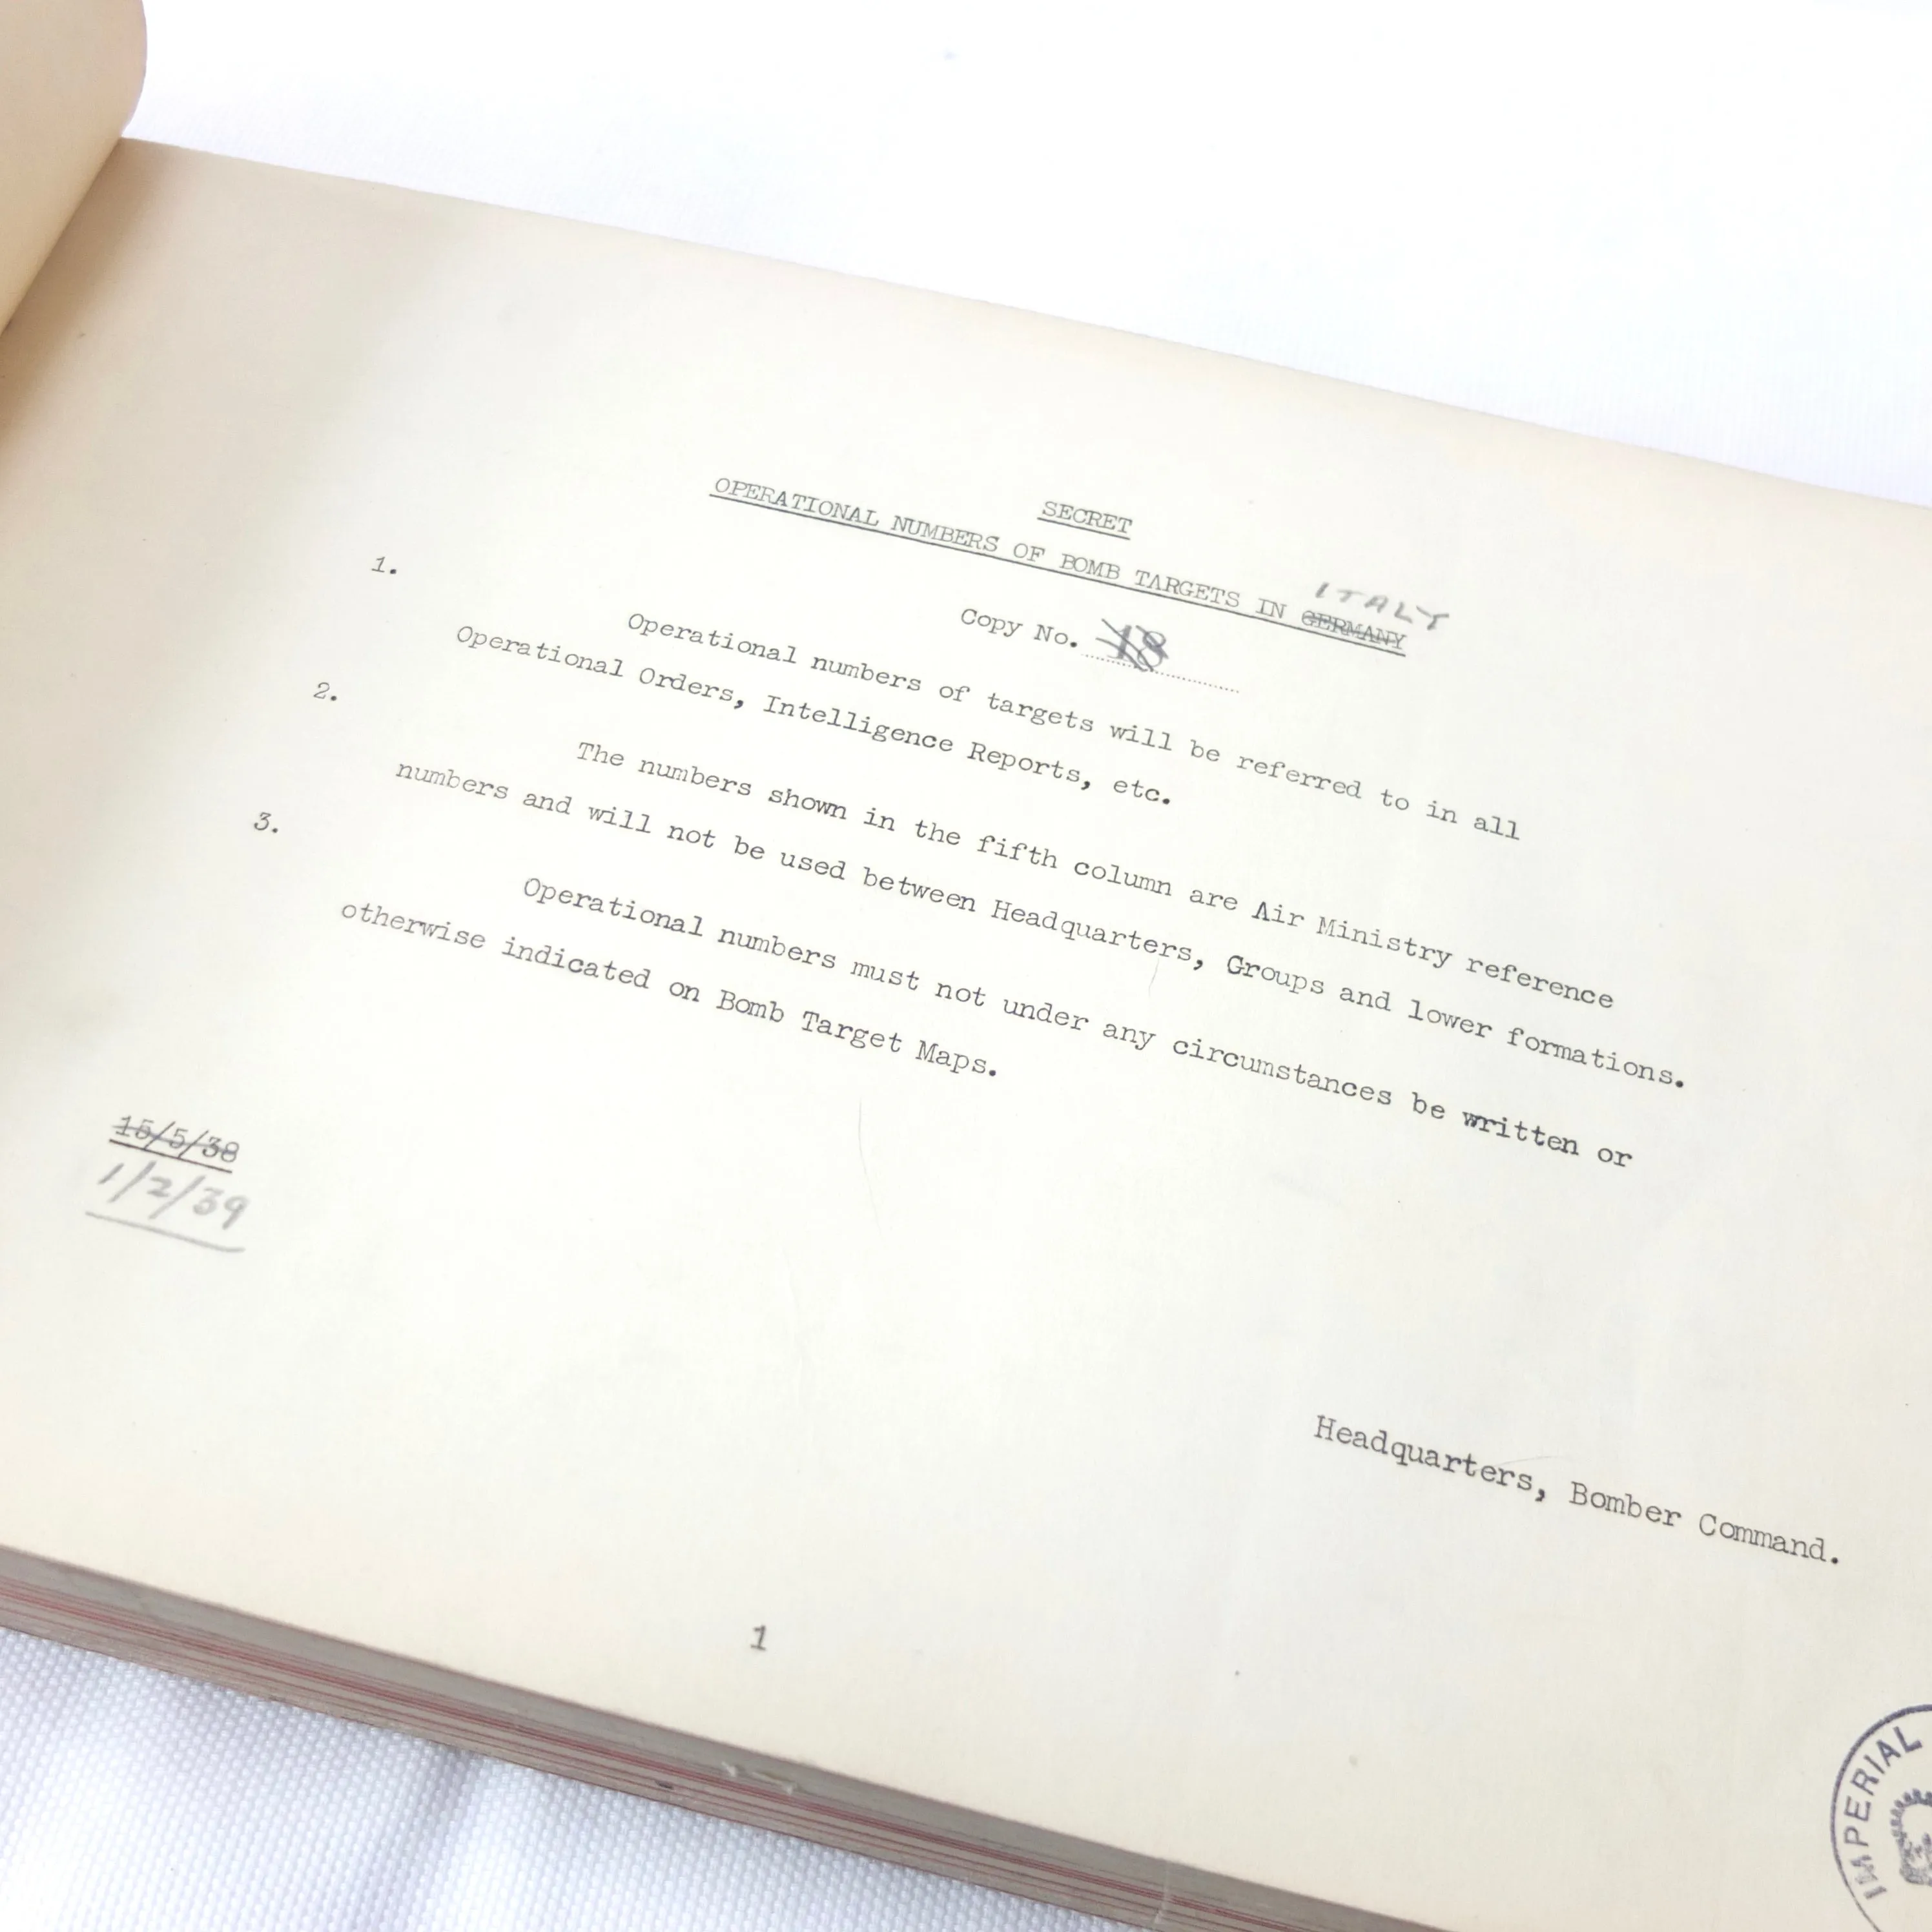 SECRET
OPERATIONAL NUMBERS OF BOMB TARGETS IN GERMANY ITALY
Copy No. 18
1.
Operational numbers of targets will be referred to in all
Operational Orders, Intelligence Reports, etc.
2.
The numbers shown in the fifth column are Air Ministry reference
numbers and will not be used between Headquarters, Groups and lower formations.
3.
Operational numbers must not under any circumstances be written or
otherwise indicated on Bomb Target Maps.
15/5/38
1/2/39
Headquarters, Bomber Command.
1
IMPERIAL